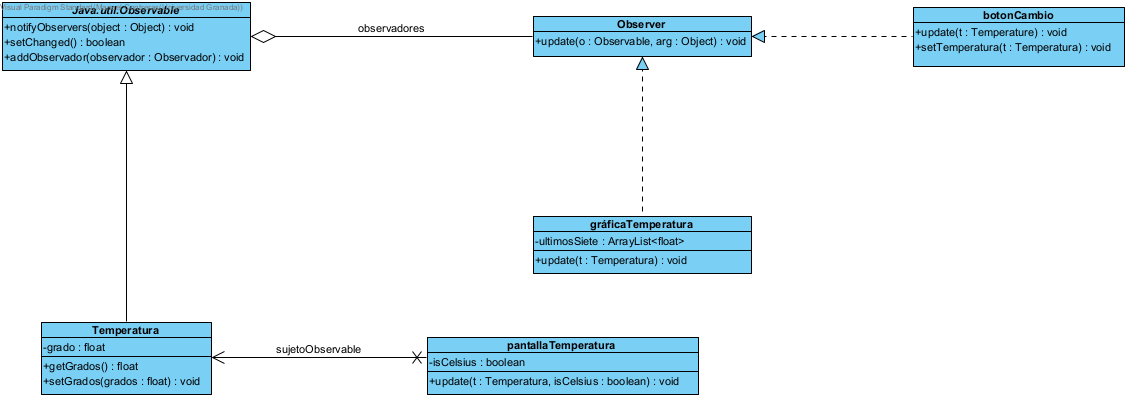 Visual Paradigm Standard(
Universidad Granada))
Java.util.Observable
+notifyObservers(object : Object) : void
+setChanged() : boolean
+addObservador(observador : Observador) : void
observadores
Observer
+update(o : Observable, arg : Object) : void
botonCambio
+update(t : Temperature) : void
+setTemperatura(t : Temperatura) : void
gráficaTemperatura
-ultimosSiete : ArrayList<float>
+update(t : Temperatura) : void
Temperatura
-grado : float
+getGrados() : float
+setGrados(grados : float) : void
sujetoObservable
pantallaTemperatura
-isCelsius : boolean
+update(t : Temperatura, isCelsius : boolean) : void